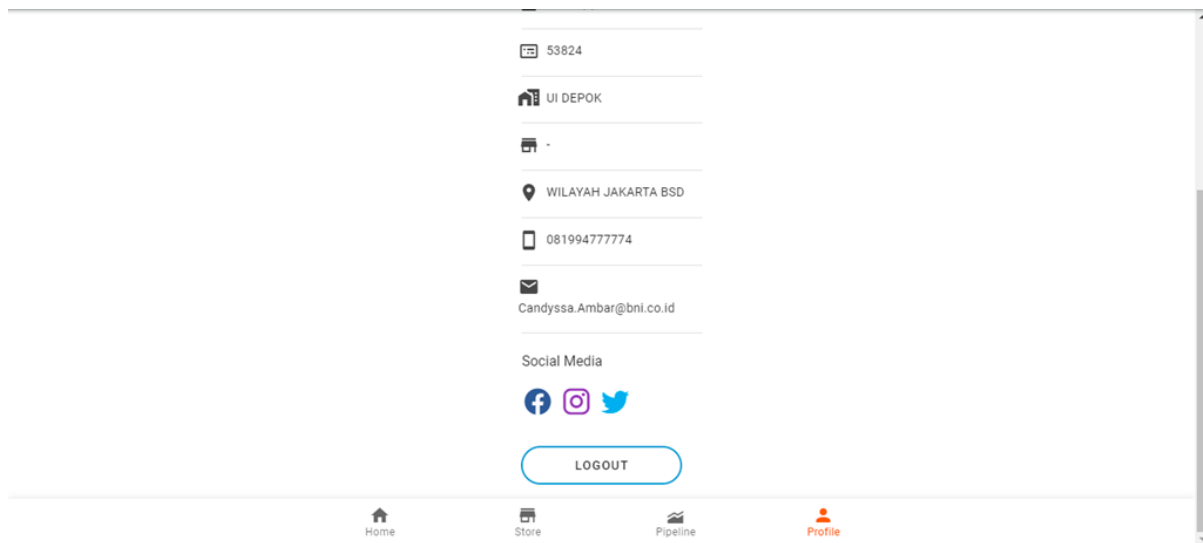 53824
UI DEPOK
-
WILAYAH JAKARTA BSD
081994777774
Candyssa.Ambar@bni.co.id
Social Media
LOGOUT
Home Store Pipeline Profile